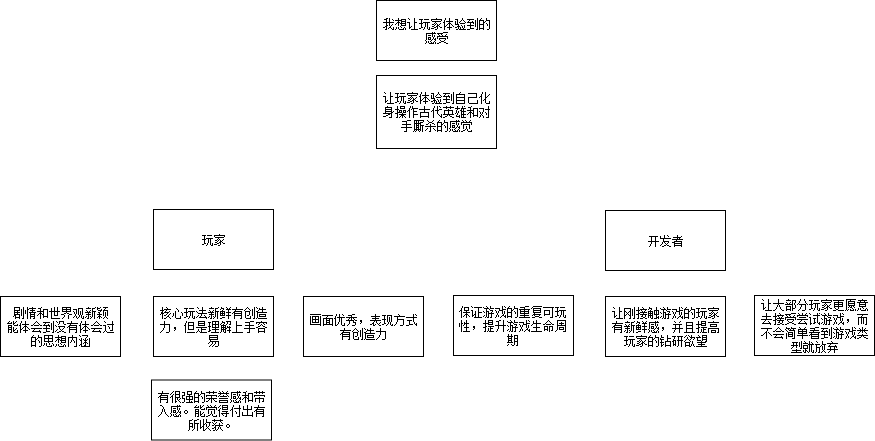 我想让玩家体验到的
感受
让玩家体验到自己化
身操作古代英雄和对
手厮杀的感觉
玩家
开发者
剧情和世界观新颖
能体会到没有体会过
的思想内涵
核心玩法新鲜有创造
力，但是理解上手容
易
画面优秀，表现方式
有创造力
保证游戏的重复可玩
性，提升游戏生命周
期
让刚接触游戏的玩家
有新鲜感，并且提高
玩家的钻研欲望
让大部分玩家更愿意
去接受尝试游戏，而
不会简单看到游戏类
型就放弃
有很强的荣誉感和带
入感。能觉得付出有
所收获。